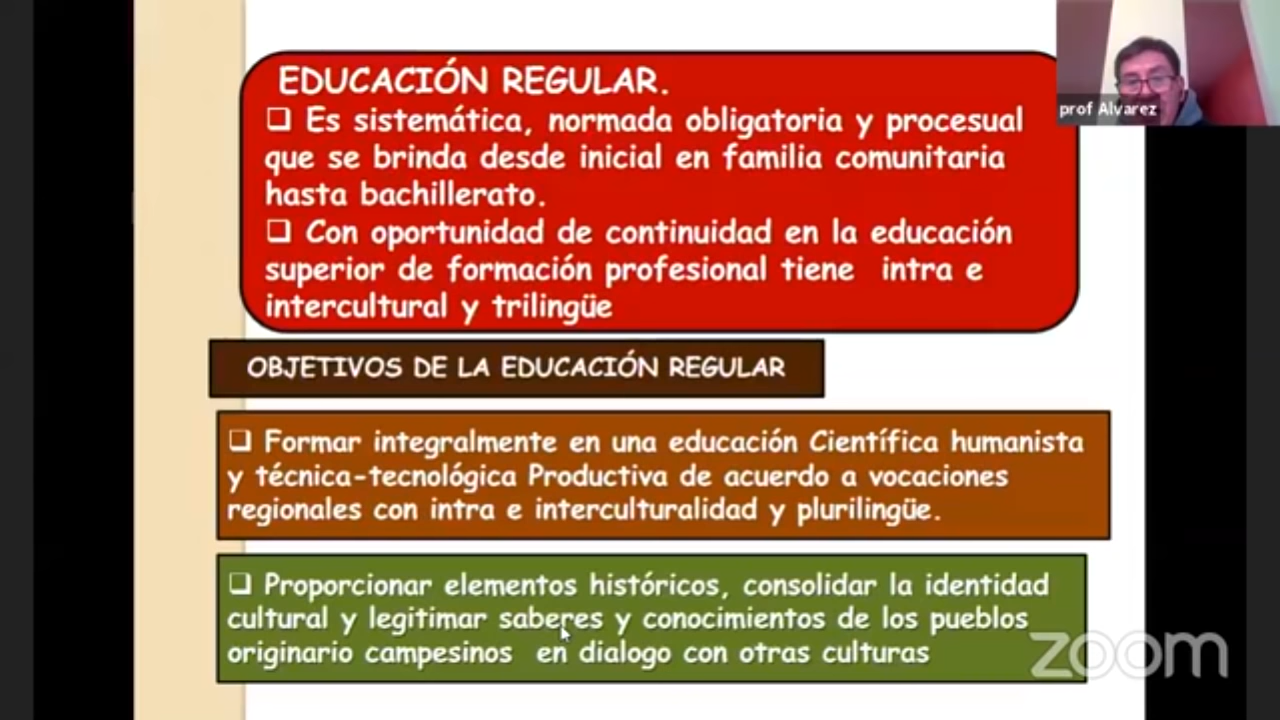 EDUCACIÓN REGULAR.
❑ Es sistemática, normada obligatoria y procesual
que se brinda desde inicial en familia comunitaria
hasta bachillerato.
❑ Con oportunidad de continuidad en la educación
superior de formación profesional tiene intra e
intercultural y trilingüe
prof Alvarez
OBJETIVOS DE LA EDUCACIÓN REGULAR
❑ Formar integralmente en una educación Científica humanista
y técnica-tecnológica Productiva de acuerdo a vocaciones
regionales con intra e interculturalidad y plurilingüe.
❑ Proporcionar elementos históricos, consolidar la identidad
cultural y legitimar saberes y conocimientos de los pueblos
originario campesinos en dialogo con otras culturas
zoom